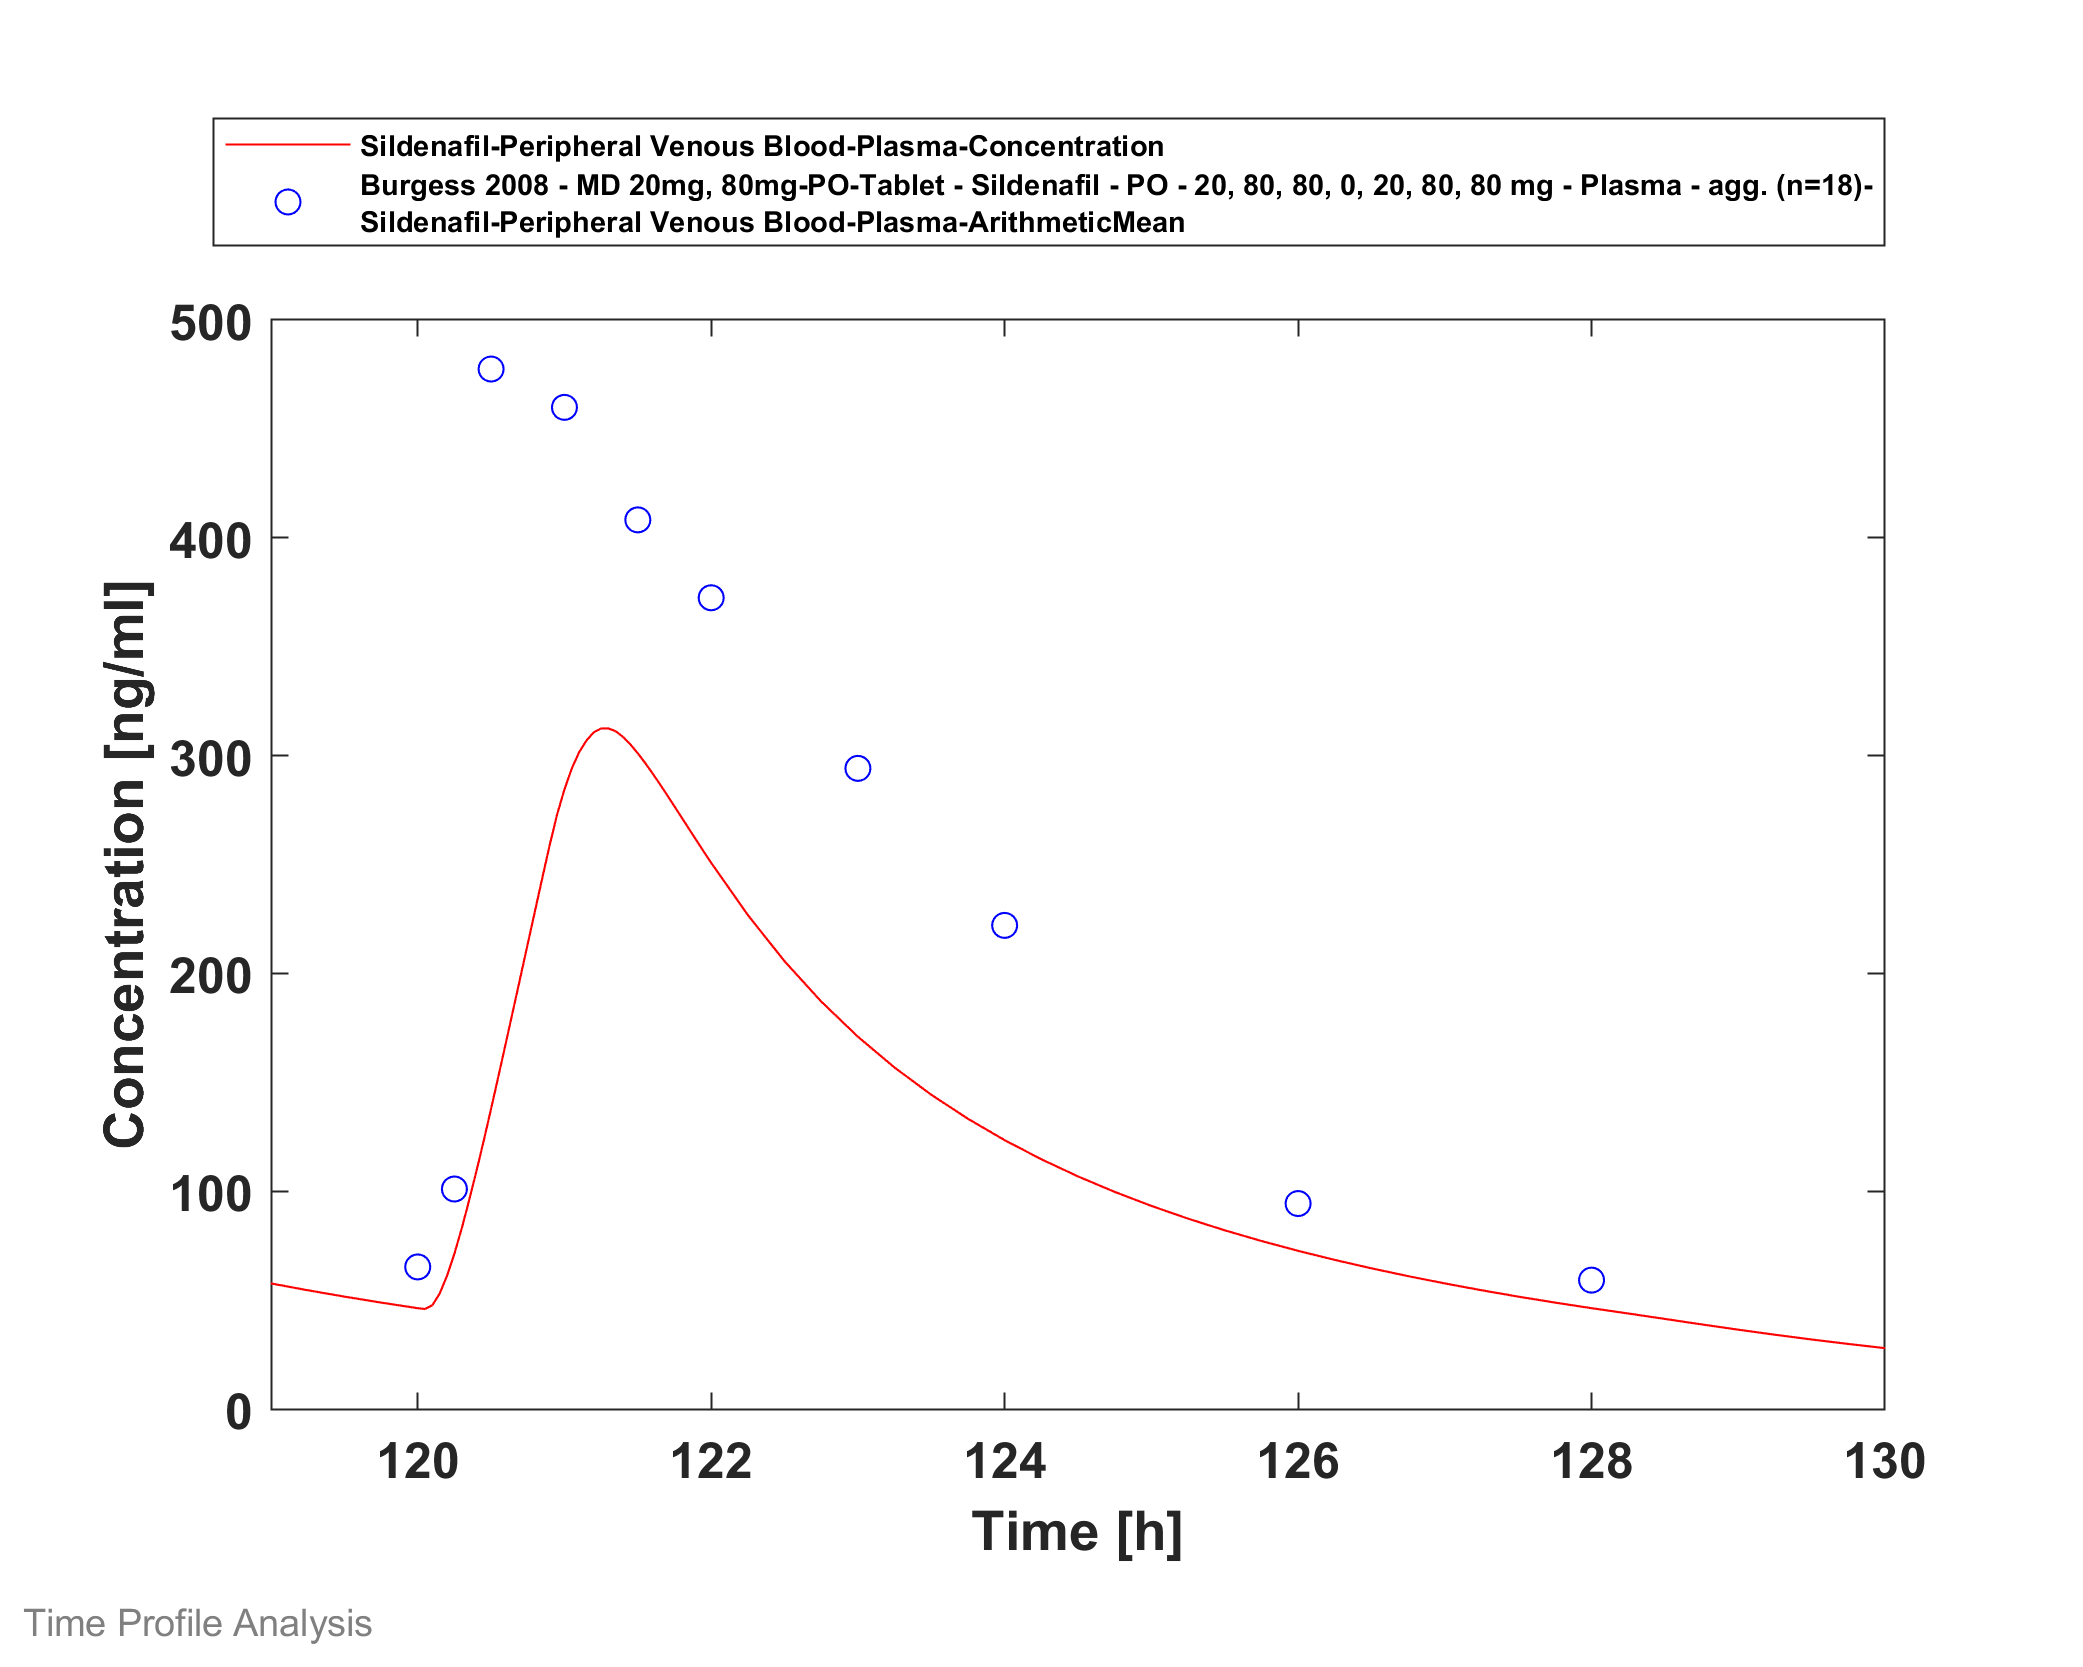 Sildenafil-Peripheral Venous Blood-Plasma-Concentration
Burgess 2008 - MD 20mg, 80mg-PO-Tablet - Sildenafil - PO - 20, 80, 80, 0, 20, 80, 80 mg - Plasma - agg. (n=18)-
Sildenafil-Peripheral Venous Blood-Plasma-ArithmeticMean
500
400
300
200
100
0
Concentration [ng/ml]
120 122 124 126 128 130
Time [h]
Time Profile Analysis